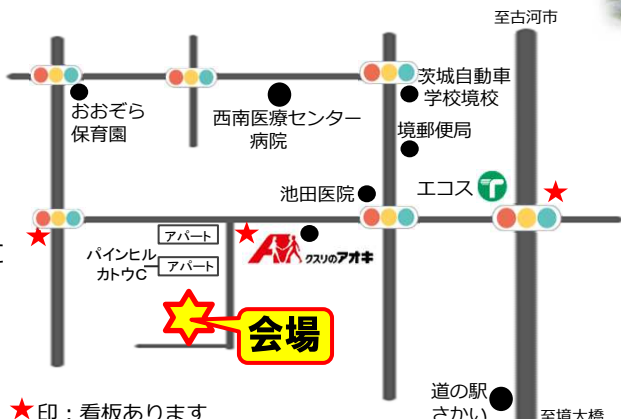 至古河市
茨城自動車
学校境校
おおぞら
保育園
西南医療センター
病院
境郵便局
池田医院
エコス
アパート
クスリのアオキ
パインヒル
カトウC
アパート
会場
道の駅
さかい
至境大橋
★印：看板あります